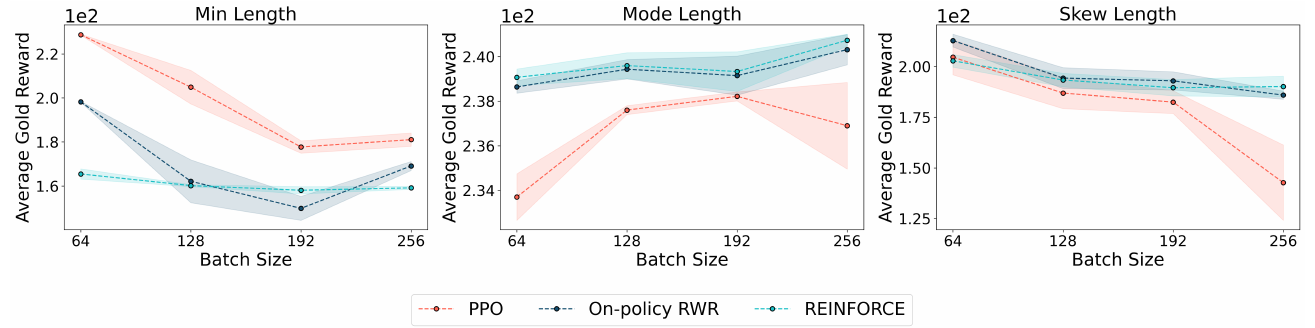 Min Length
1e2
Average Gold Reward
2.2
2.0
1.8
1.6
64 128 192 256
Batch Size
Mode Length
1e2
Average Gold Reward
2.40
2.38
2.36
2.34
64 128 192 256
Batch Size
Skew Length
1e2
Average Gold Reward
2.00
1.75
1.50
1.25
64 128 192 256
Batch Size
PPO On-policy RWR REINFORCE